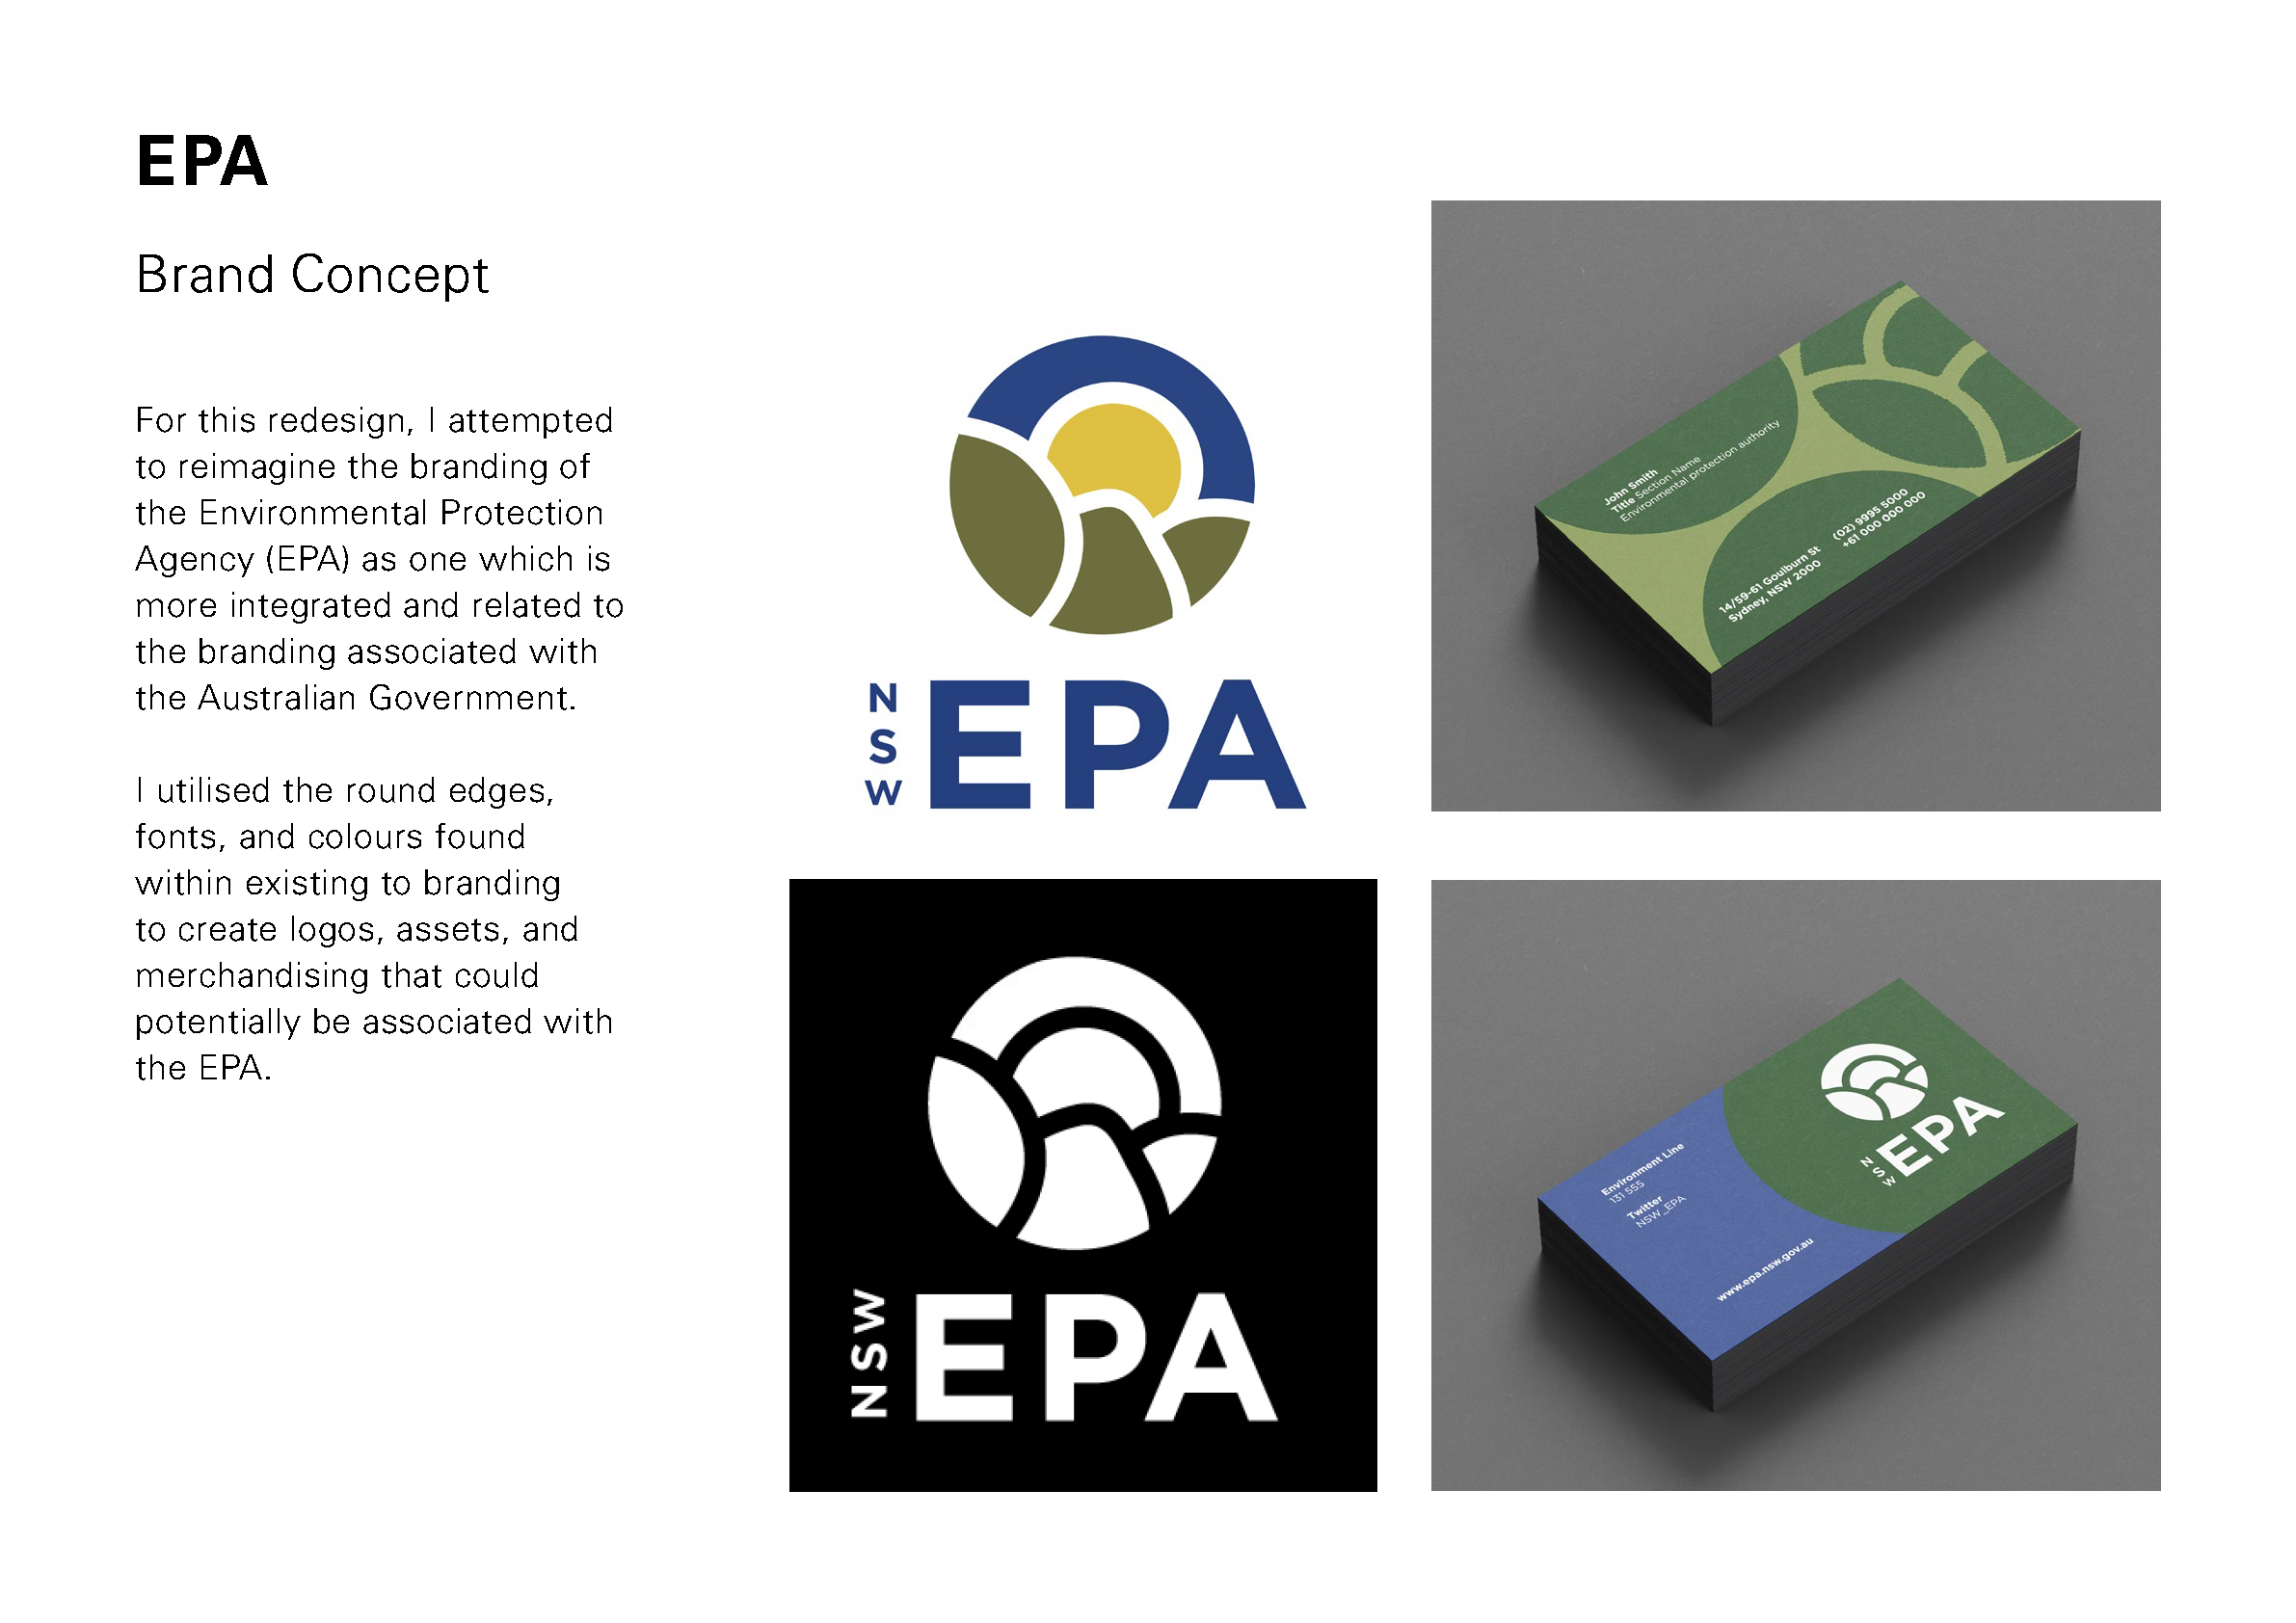 EPA
Brand Concept
For this redesign, I attempted
to reimagine the branding of
the Environmental Protection
Agency (EPA) as one which is
more integrated and related to
the branding associated with
the Australian Government.
I utilised the round edges,
fonts, and colours found
within existing to branding
to create logos, assets, and
merchandising that could
potentially be associated with
the EPA.
NSW EPA
NSW EPA
John Smith
Title Section Name
Environmental protection authority
14/59-61 Goulburn St
Sydney, NSW 2000
(02) 9995 5000
+61 000 000 000
NSW EPA
Environment Line
131 555
Twitter
NSW_EPA
www.epa.nsw.gov.au